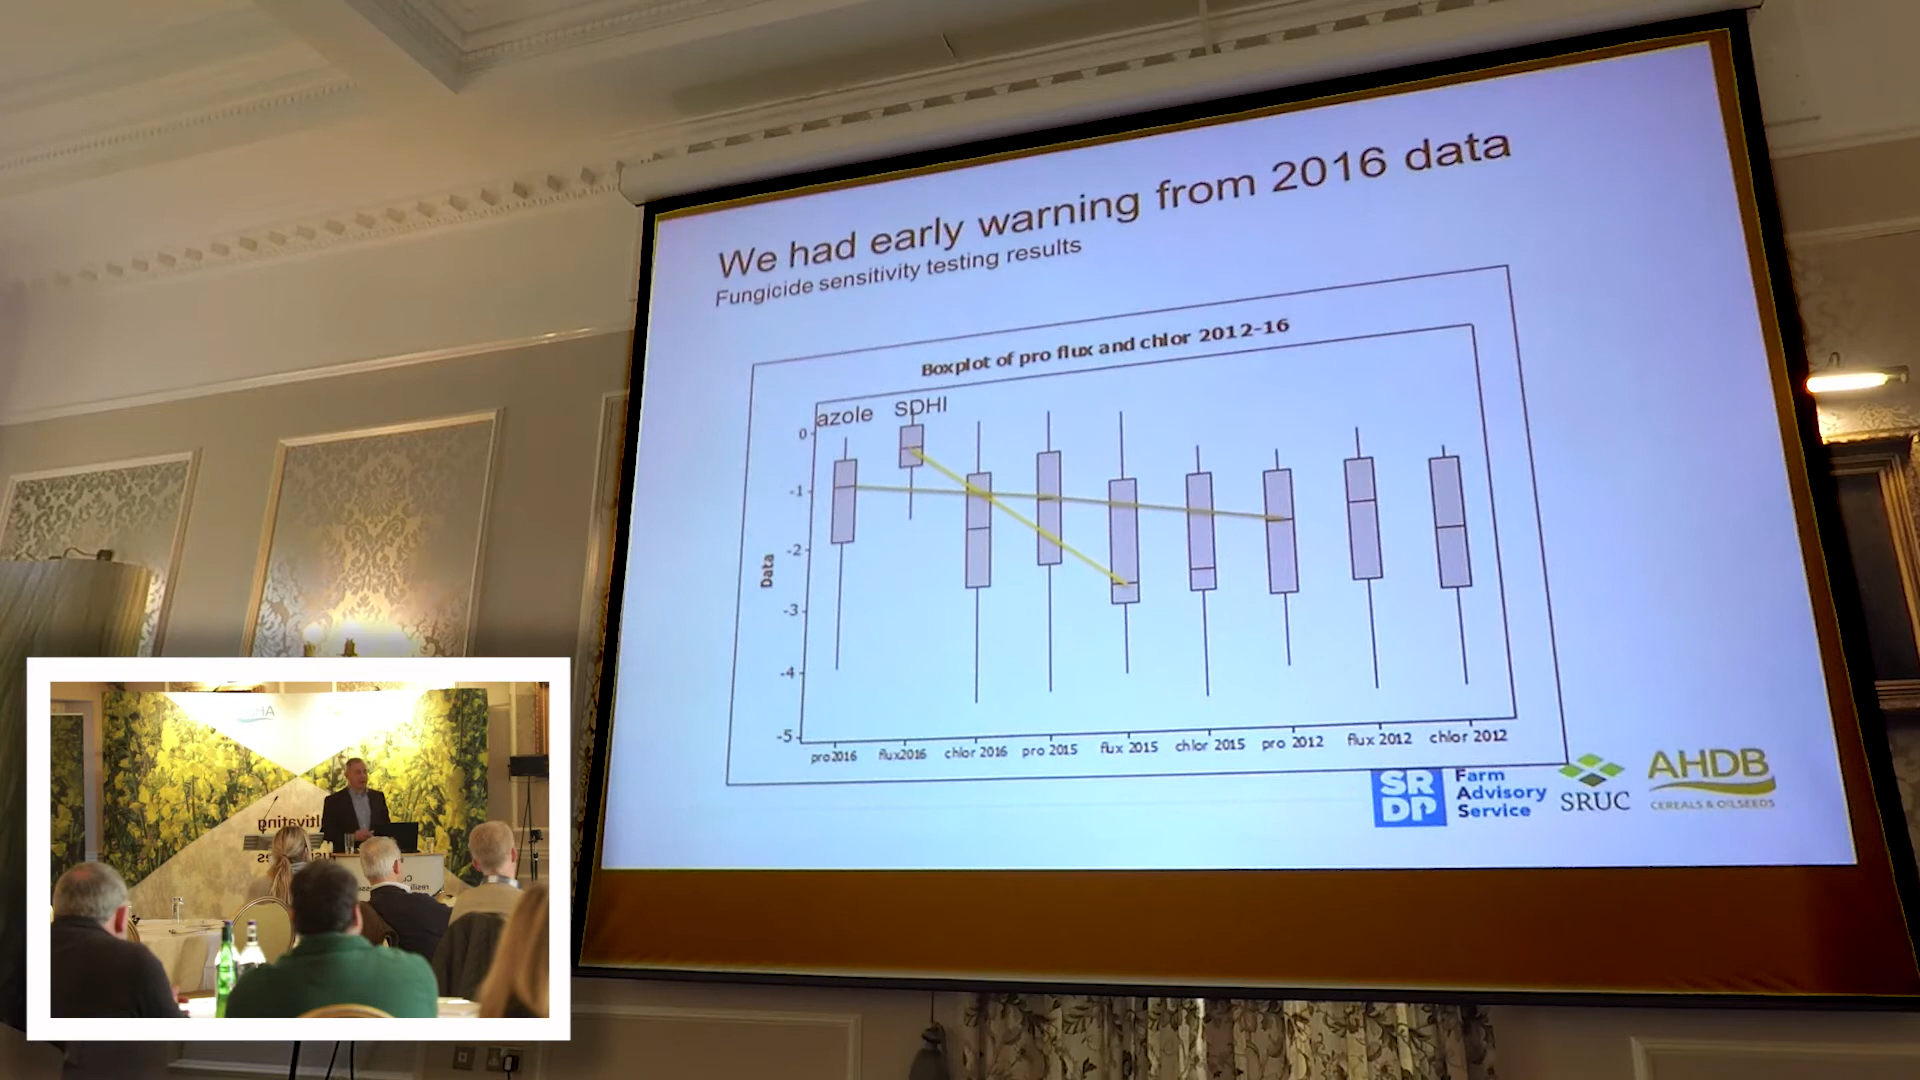 We had early warning from 2016 data
Fungicide sensitivity testing results
Boxplot of pro flux and chlor 2012-16
azole SDHI
0
-1
-2
-3
-4
-5
Data
pro2016 flux2016 chlor 2016 pro 2015 flux 2015 chlor 2015 pro 2012 flux 2012 chlor 2012
SR
DP
Farm
Advisory
Service
SRUC
AHDB
CEREALS & OILSEEDS